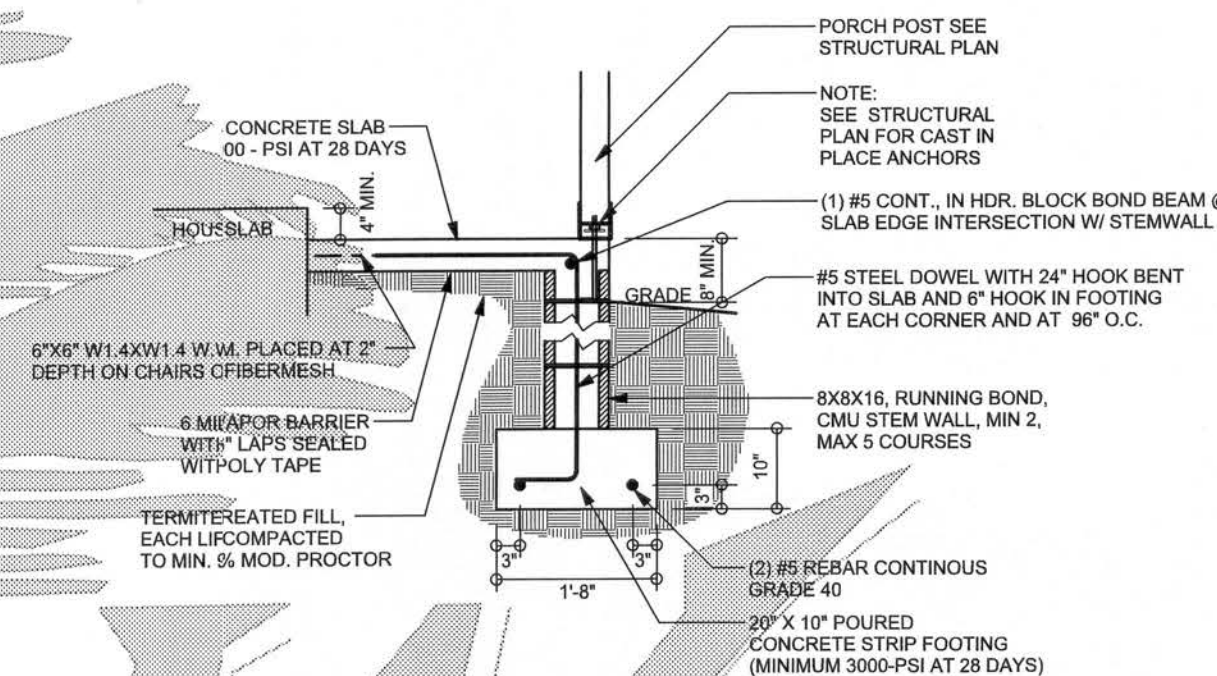 PORCH POST SEE
STRUCTURAL PLAN
NOTE:
SEE STRUCTURAL
PLAN FOR CAST IN
PLACE ANCHORS
CONCRETE SLAB
00 - PSI AT 28 DAYS
4" MIN.
HOUS SLAB
(1) #5 CONT., IN HDR. BLOCK BOND BEAM @
SLAB EDGE INTERSECTION W/ STEMWALL
8" MIN.
GRADE
#5 STEEL DOWEL WITH 24" HOOK BENT
INTO SLAB AND 6" HOOK IN FOOTING
AT EACH CORNER AND AT 96" O.C.
6"X6" W1.4XW1.4 W.M. PLACED AT 2"
DEPTH ON CHAIRS OFIBERMESH
8X8X16, RUNNING BOND,
CMU STEM WALL, MIN 2,
MAX 5 COURSES
6 MIL APOR BARRIER
WITH " LAPS SEALED
WITPOLY TAPE
10"
3"
TERMITEREATED FILL,
EACH LIFCOMPACTED
TO MIN. % MOD. PROCTOR
3"
3"
1'-8"
(2) #5 REBAR CONTINOUS
GRADE 40
20" X 10" POURED
CONCRETE STRIP FOOTING
(MINIMUM 3000-PSI AT 28 DAYS)